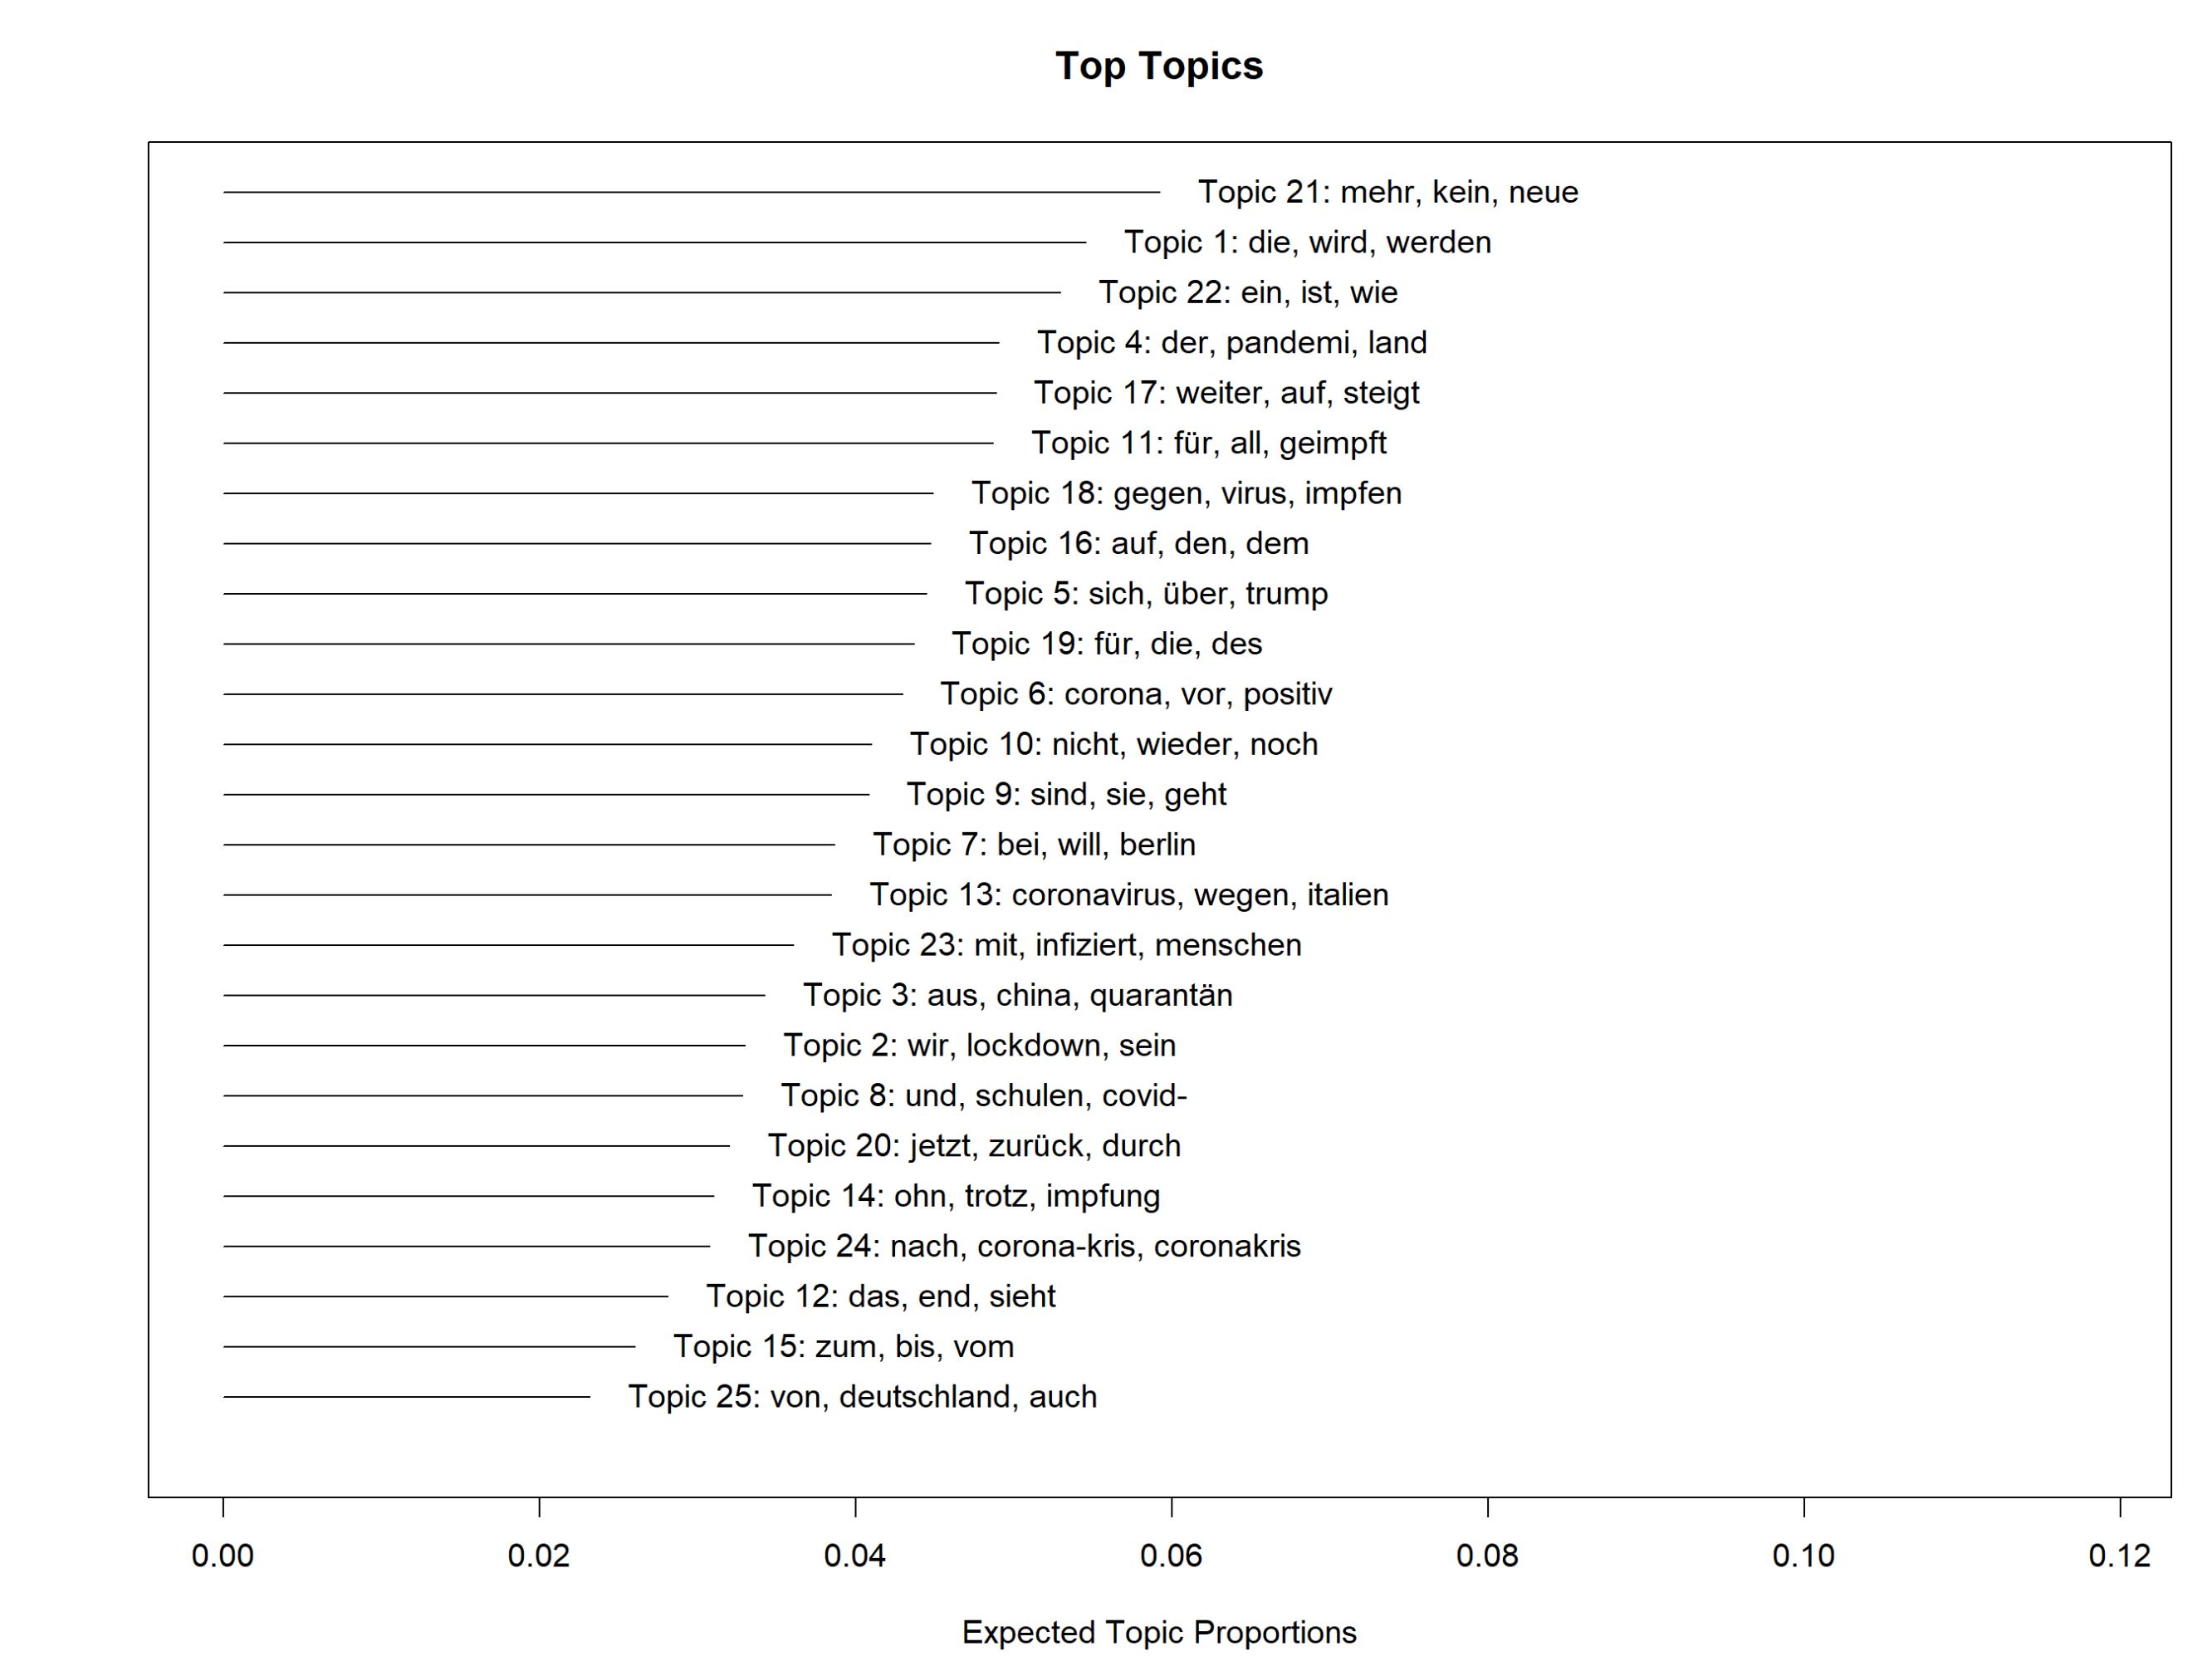 Top Topics
Topic 21: mehr, kein, neue
Topic 1: die, wird, werden
Topic 22: ein, ist, wie
Topic 4: der, pandemi, land
Topic 17: weiter, auf, steigt
Topic 11: für, all, geimpft
Topic 18: gegen, virus, impfen
Topic 16: auf, den, dem
Topic 5: sich, über, trump
Topic 19: für, die, des
Topic 6: corona, vor, positiv
Topic 10: nicht, wieder, noch
Topic 9: sind, sie, geht
Topic 7: bei, will, berlin
Topic 13: coronavirus, wegen, italien
Topic 23: mit, infiziert, menschen
Topic 3: aus, china, quarantän
Topic 2: wir, lockdown, sein
Topic 8: und, schulen, covid-
Topic 20: jetzt, zurück, durch
Topic 14: ohn, trotz, impfung
Topic 24: nach, corona-kris, coronakris
Topic 12: das, end, sieht
Topic 15: zum, bis, vom
Topic 25: von, deutschland, auch
0.00 0.02 0.04 0.06 0.08 0.10 0.12
Expected Topic Proportions